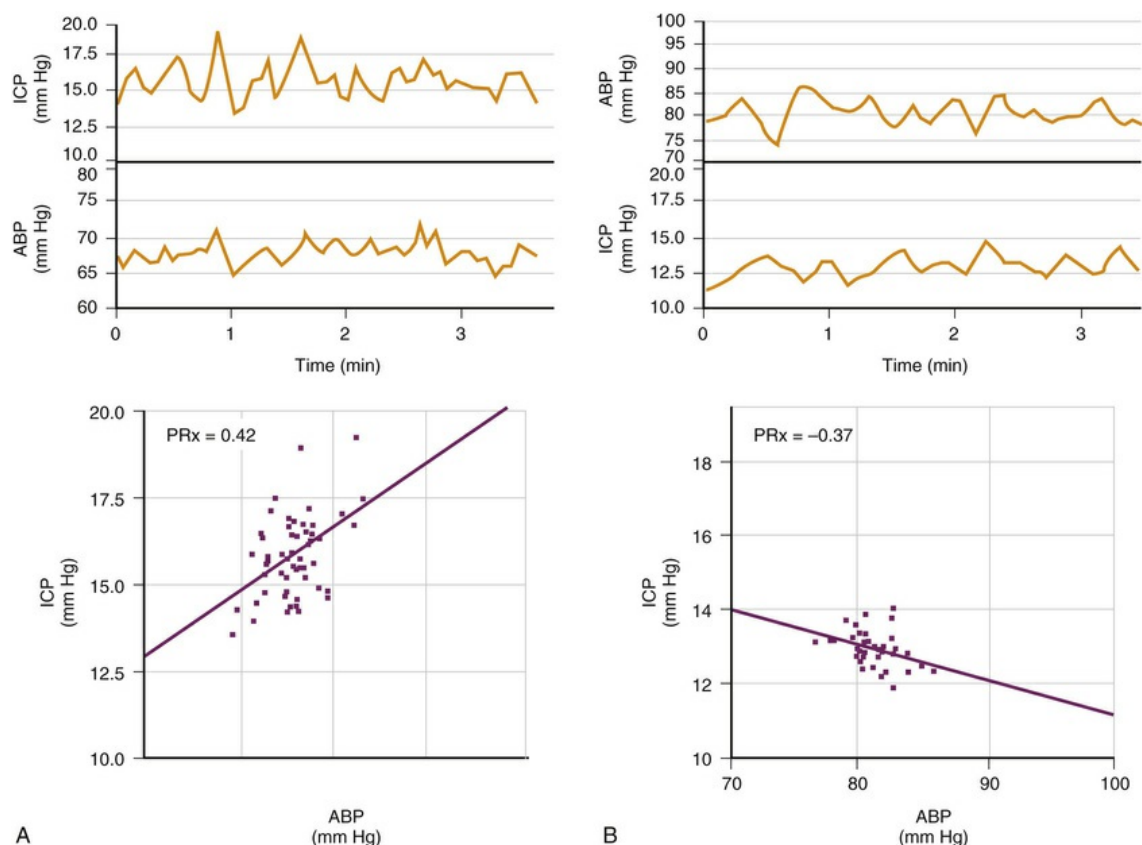 20.0
17.5
15.0
12.5
10.0
ICP
(mm Hg)
80
75
70
65
60
ABP
(mm Hg)
0
1
2
3
Time (min)
100
95
90
85
80
75
70
ABP
(mm Hg)
20.0
17.5
15.0
12.5
10.0
ICP
(mm Hg)
0
1
2
3
Time (min)
PRx = 0.42
20.0
17.5
15.0
12.5
10.0
ICP
(mm Hg)
ABP
(mm Hg)
A
PRx = –0.37
18
16
14
12
10
ICP
(mm Hg)
70
80
90
100
ABP
(mm Hg)
B